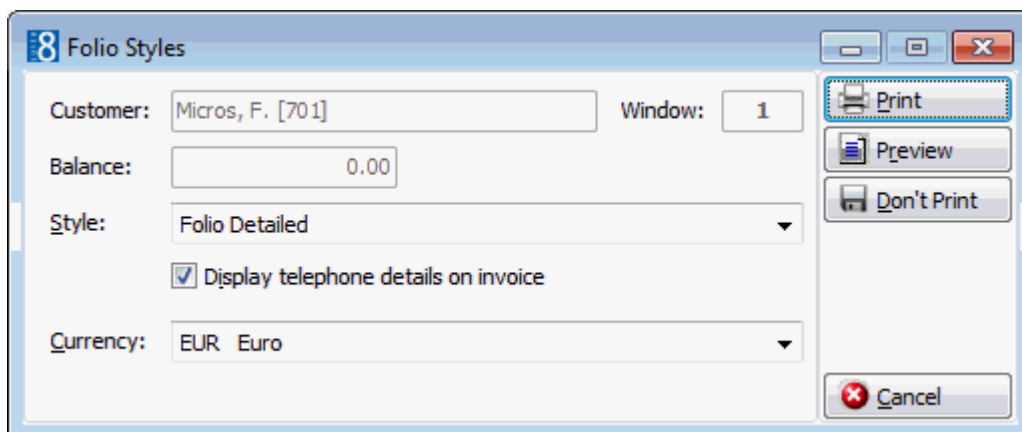 8 Folio Styles
Customer: Micros, F. [701] Window: 1
Print
Balance: 0.00
Preview
Style: Folio Detailed
Don't Print
Display telephone details on invoice
Currency: EUR Euro
Cancel